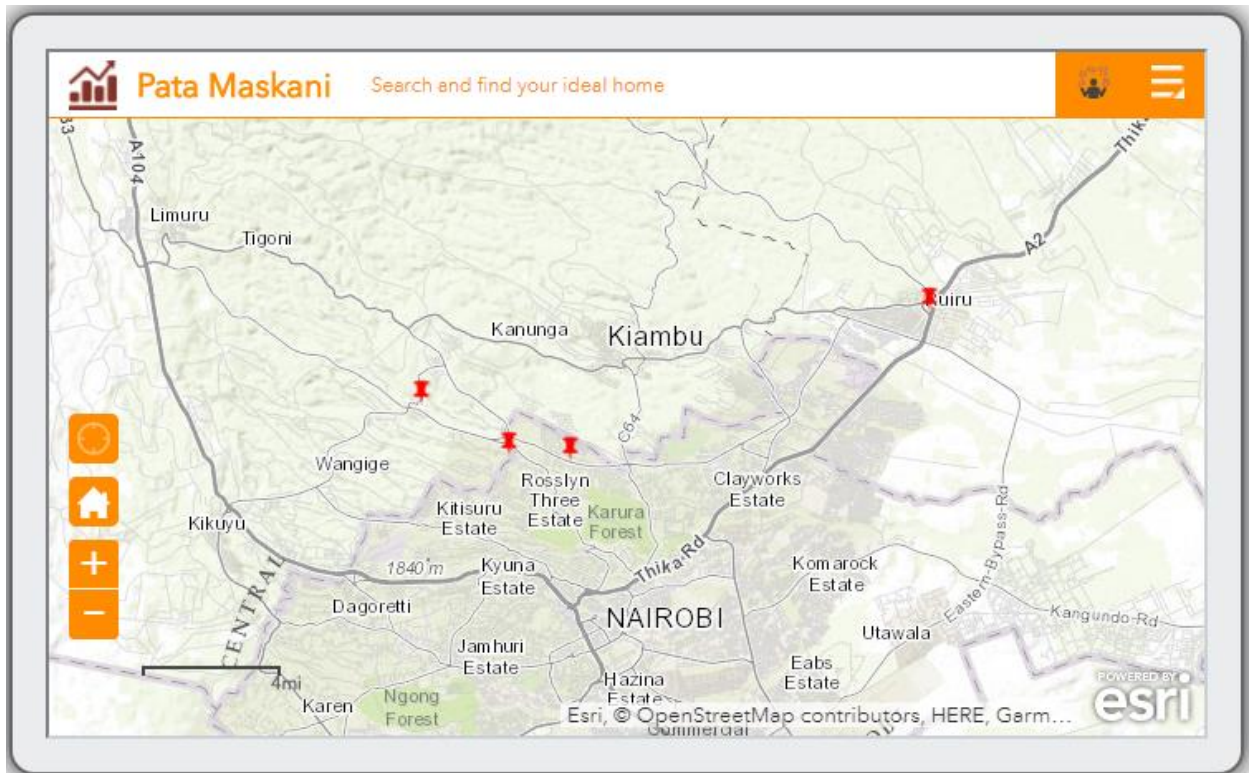 Pata Maskani
Search and find your ideal home
A104
Thika
Limuru
Tigoni
A2
Kanunga
Kiambu
C64
Wangige
Rosslyn
Three
Estate
Clayworks
Estate
Kitisuru
Estate
Karura
Forest
Kikuyu
1840 m
Kyuna
Estate
Thika Rd
Komarock
Estate
Eastern-Bypass-Rd
CENTRAL
Dagoretti
NAIROBI
Kangundo-Rd
Utawala
Jamhuri
Estate
Eabs
Estate
Hazina
Estate
4mi
Karen
Ngong
Forest
POWERED BY
esri
Esri, © OpenStreetMap contributors, HERE, Garm...